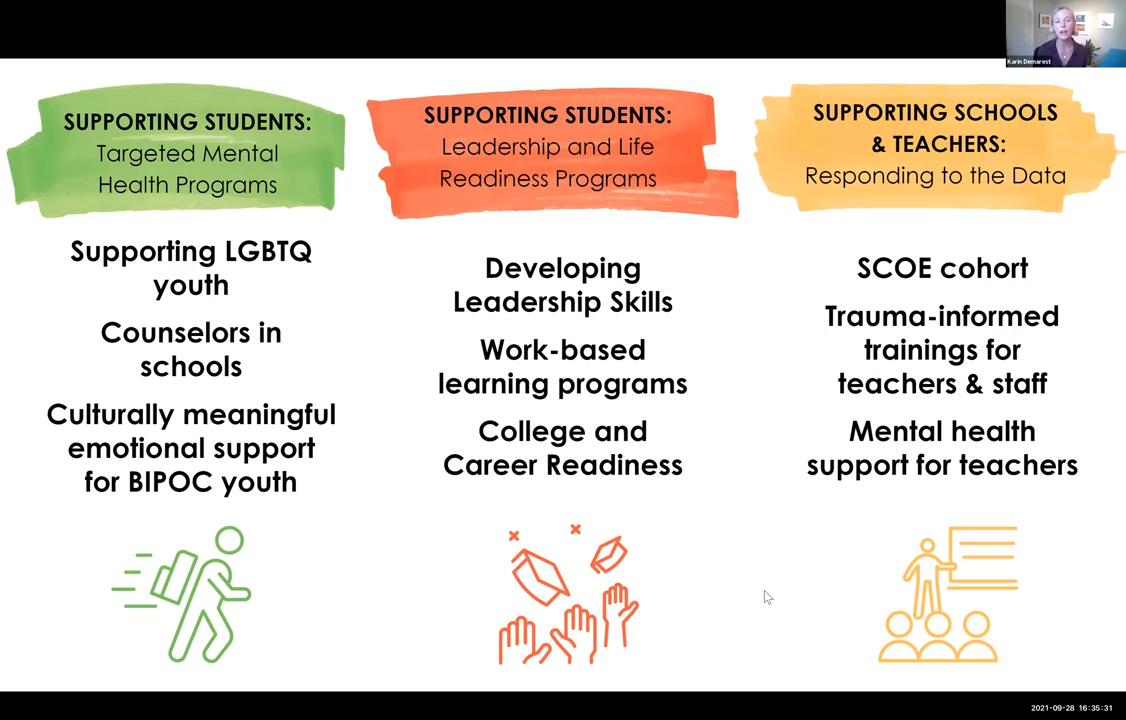 Karin Demarest
SUPPORTING STUDENTS:
Targeted Mental
Health Programs
Supporting LGBTQ
youth
Counselors in
schools
Culturally meaningful
emotional support
for BIPOC youth
SUPPORTING STUDENTS:
Leadership and Life
Readiness Programs
Developing
Leadership Skills
Work-based
learning programs
College and
Career Readiness
SUPPORTING SCHOOLS
& TEACHERS:
Responding to the Data
SCOE cohort
Trauma-informed
trainings for
teachers & staff
Mental health
support for teachers
2021-09-28 16:35:31